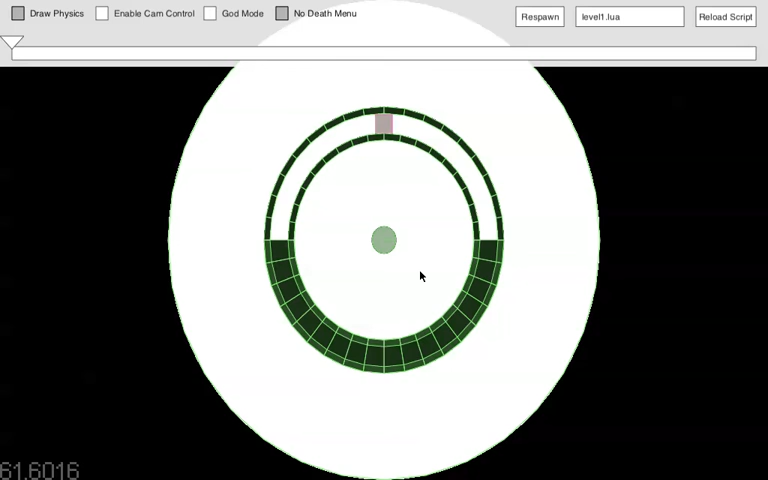 Draw Physics Enable Cam Control God Mode No Death Menu Respawn level1.lua Reload Script
61.6016